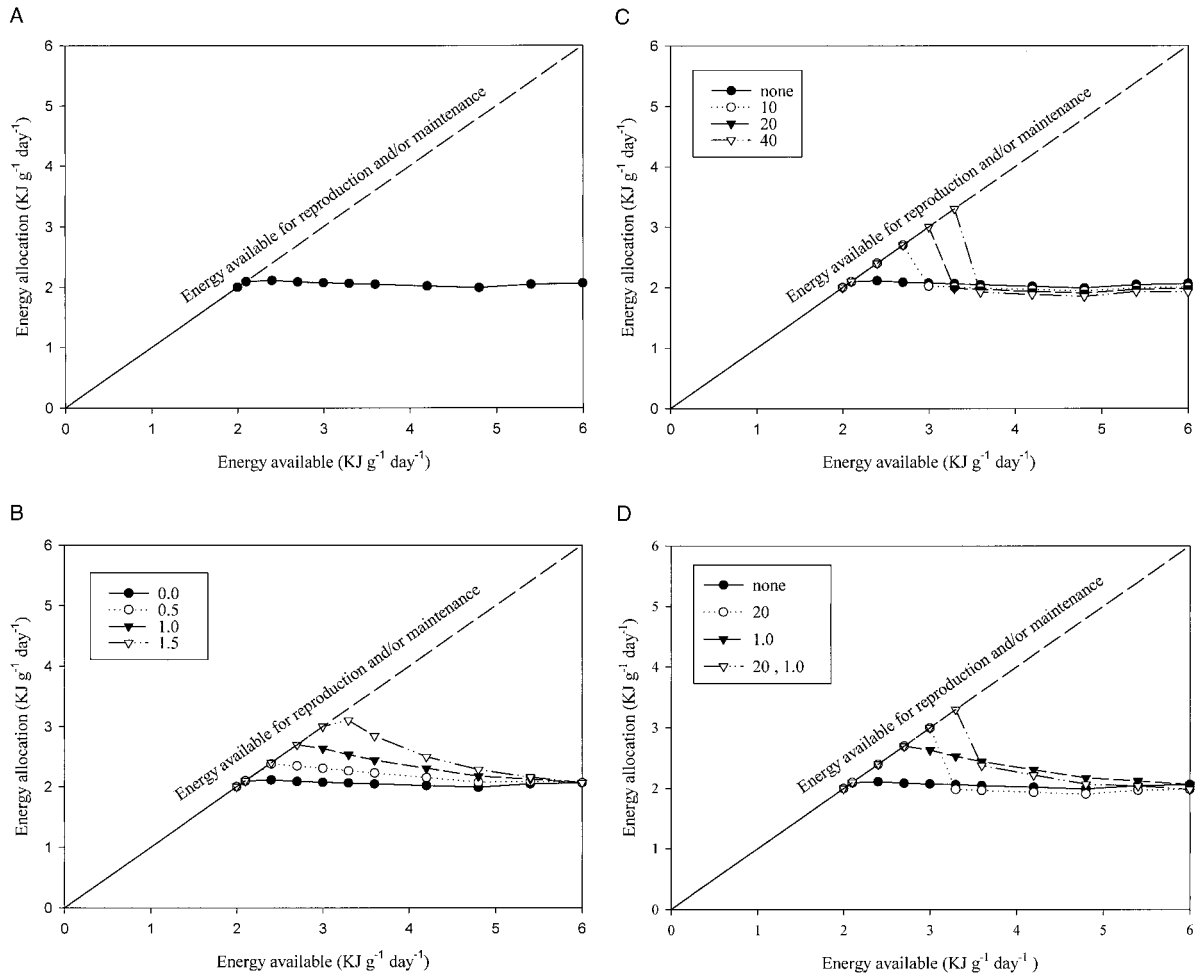 A
6
5
4
3
2
1
0
Energy allocation (KJ g-1 day-1)
Energy available for reproduction and/or maintenance
0 1 2 3 4 5 6
Energy available (KJ g-1 day-1)
C
6
5
4
3
2
1
0
Energy allocation (KJ g-1 day-1)
none
10
20
40
Energy available for reproduction and/or maintenance
0 1 2 3 4 5 6
Energy available (KJ g-1 day-1)
B
6
5
4
3
2
1
0
Energy allocation (KJ g-1 day-1)
0.0
0.5
1.0
1.5
Energy available for reproduction and/or maintenance
0 1 2 3 4 5 6
Energy available (KJ g-1 day-1)
D
6
5
4
3
2
1
0
Energy allocation (KJ g-1 day-1)
none
20
1.0
20 , 1.0
Energy available for reproduction and/or maintenance
0 1 2 3 4 5 6
Energy available (KJ g-1 day-1 )